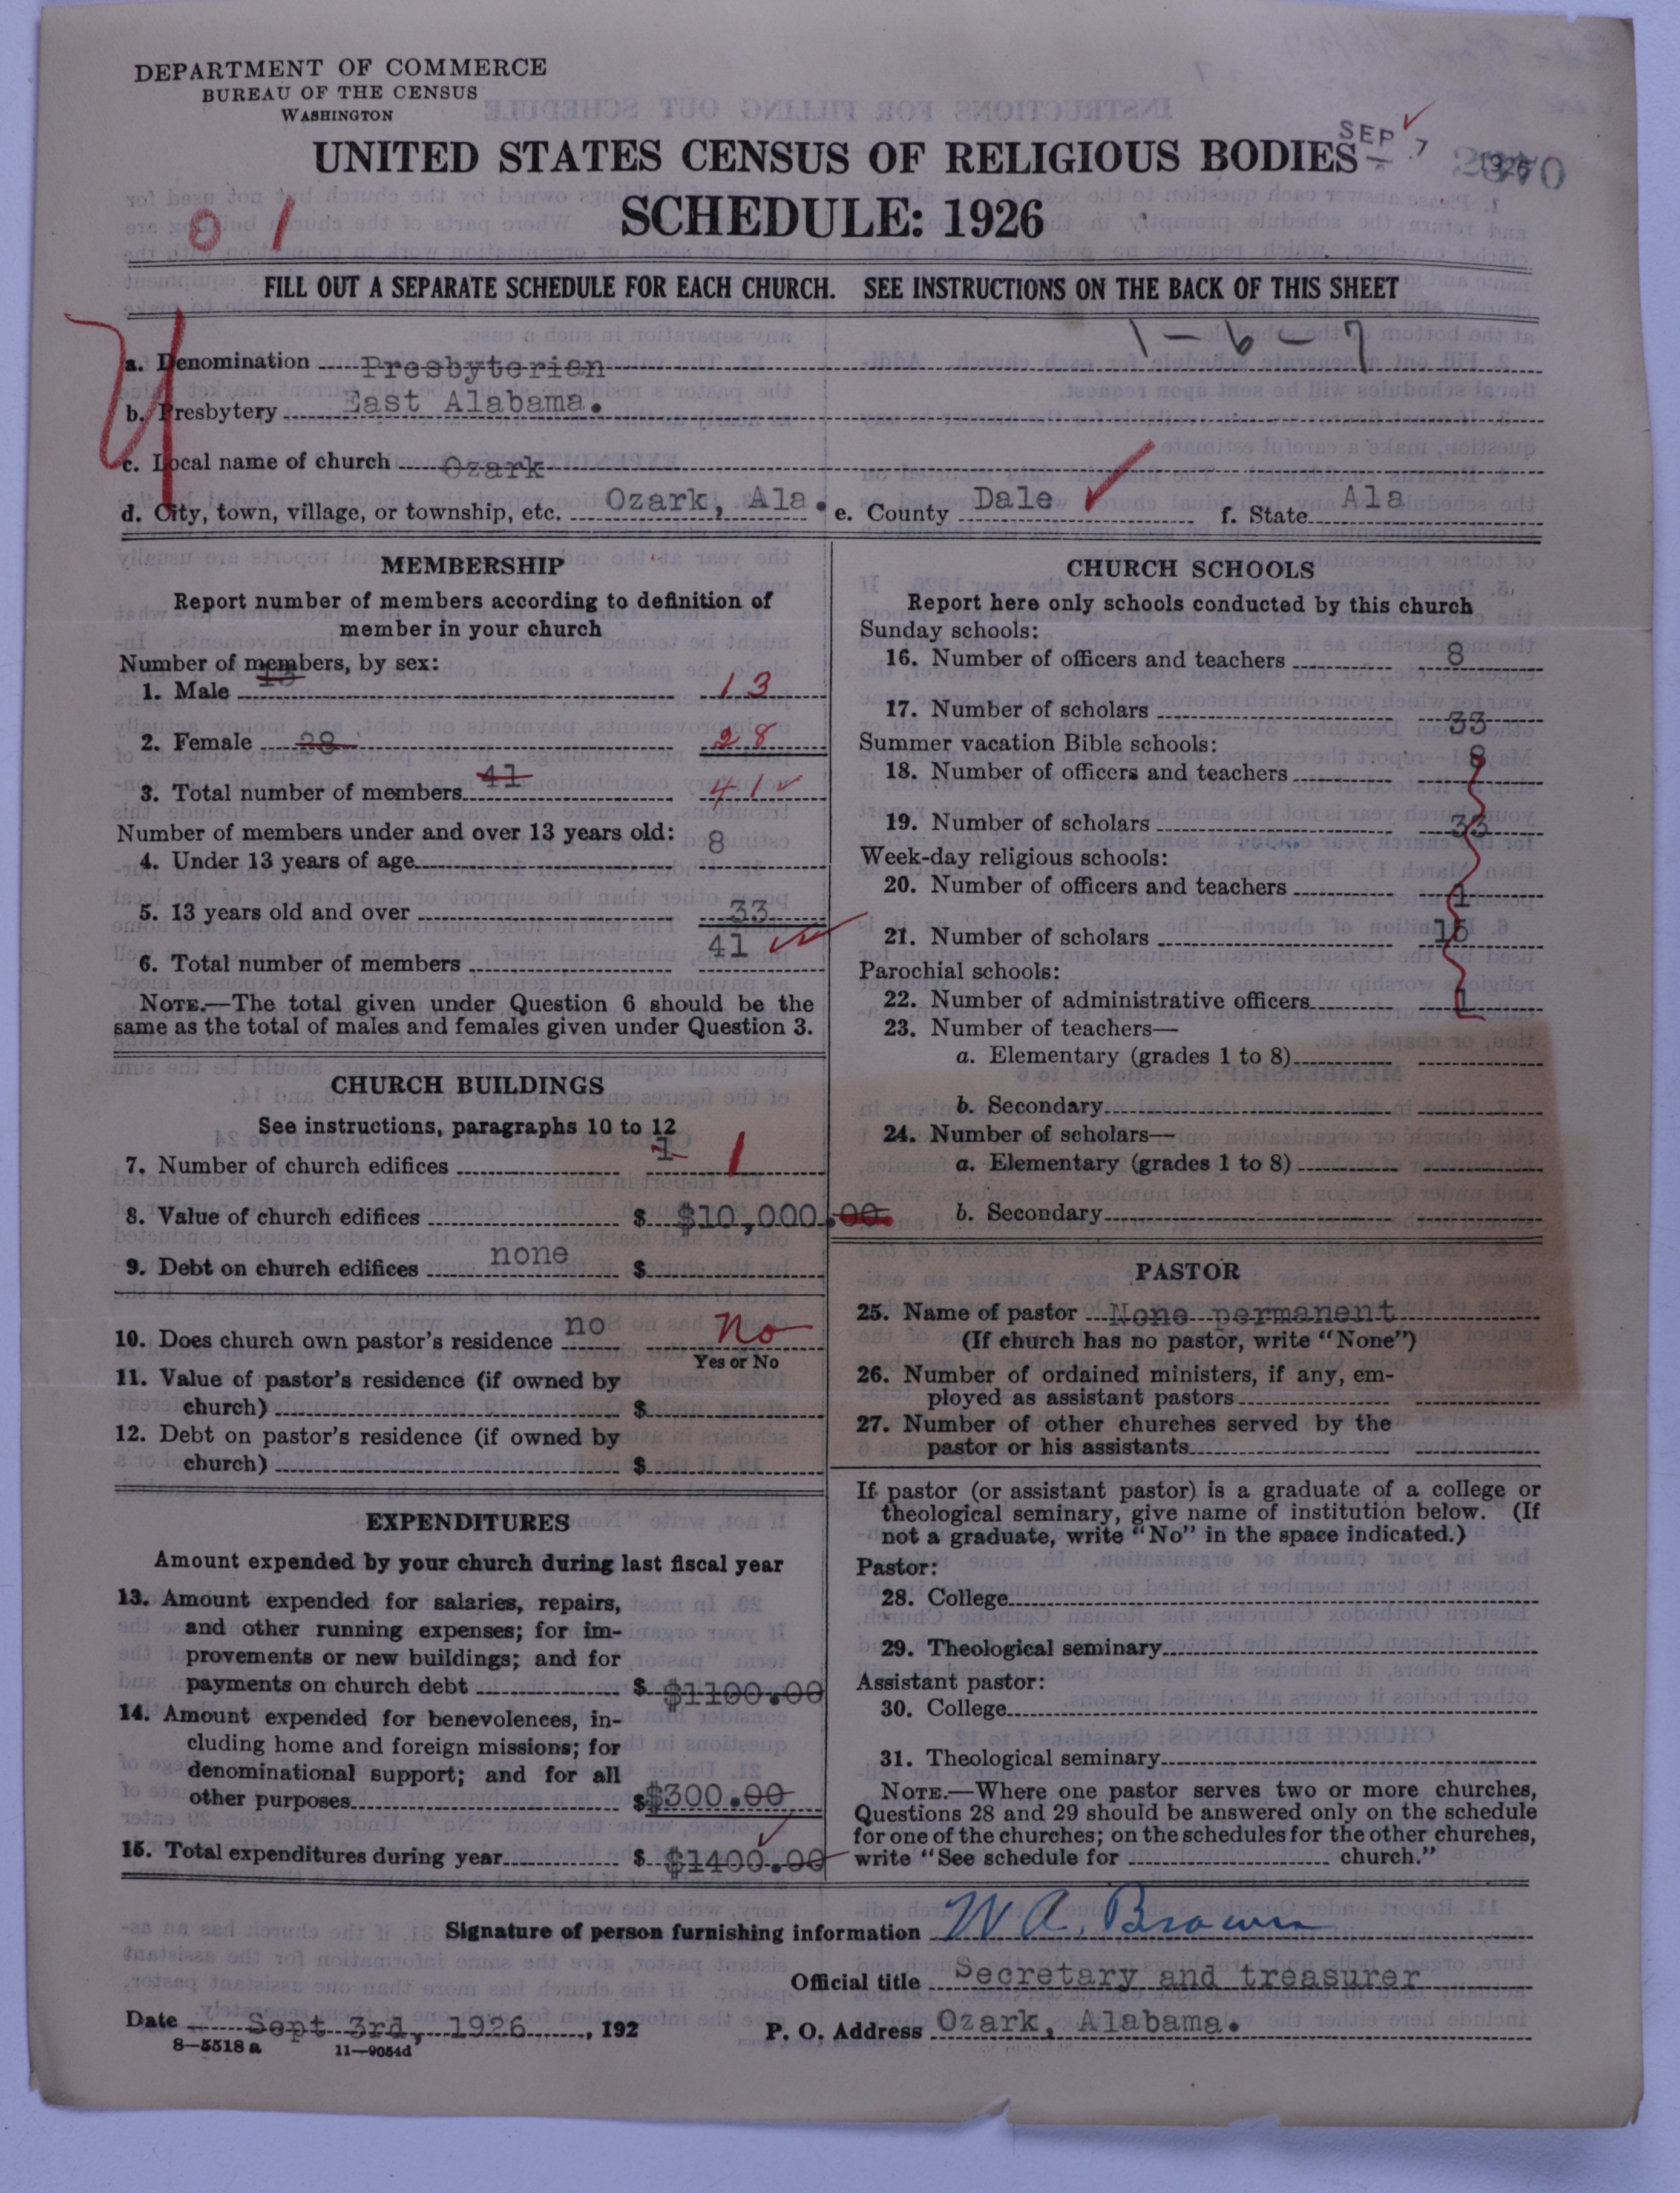 DEPARTMENT OF COMMERCE
BUREAU OF THE CENSUS
WASHINGTON
UNITED STATES CENSUS OF RELIGIOUS BODIES
SEP 7 1926
SCHEDULE: 1926
0 1
FILL OUT A SEPARATE SCHEDULE FOR EACH CHURCH. SEE INSTRUCTIONS ON THE BACK OF THIS SHEET
1-6-7
a. Denomination Presbyterian
b. Presbytery East Alabama.
c. Local name of church Ozark
d. City, town, village, or township, etc. Ozark, Ala. e. County Dale f. State Ala
MEMBERSHIP
Report number of members according to definition of
member in your church
Number of members, by sex:
1. Male 13 13
2. Female 28 28
3. Total number of members 41 41
Number of members under and over 13 years old:
4. Under 13 years of age 8
5. 13 years old and over 33
6. Total number of members 41
NOTE.—The total given under Question 6 should be the
same as the total of males and females given under Question 3.
CHURCH BUILDINGS
See instructions, paragraphs 10 to 12
7. Number of church edifices 1 1
8. Value of church edifices $ $10,000.00
9. Debt on church edifices none $
10. Does church own pastor's residence no No
Yes or No
11. Value of pastor's residence (if owned by
church) $
12. Debt on pastor's residence (if owned by
church) $
EXPENDITURES
Amount expended by your church during last fiscal year
13. Amount expended for salaries, repairs,
and other running expenses; for im-
provements or new buildings; and for
payments on church debt $ $1100.00
14. Amount expended for benevolences, in-
cluding home and foreign missions; for
denominational support; and for all
other purposes $ $300.00
15. Total expenditures during year $ $1400.00
CHURCH SCHOOLS
Report here only schools conducted by this church
Sunday schools:
16. Number of officers and teachers 8
17. Number of scholars 33
Summer vacation Bible schools:
18. Number of officers and teachers 8
19. Number of scholars 33
Week-day religious schools:
20. Number of officers and teachers 1
21. Number of scholars 15
Parochial schools:
22. Number of administrative officers 1
23. Number of teachers—
a. Elementary (grades 1 to 8)
b. Secondary
24. Number of scholars—
a. Elementary (grades 1 to 8)
b. Secondary
PASTOR
25. Name of pastor None permanent
(If church has no pastor, write "None")
26. Number of ordained ministers, if any, em-
ployed as assistant pastors
27. Number of other churches served by the
pastor or his assistants
If pastor (or assistant pastor) is a graduate of a college or
theological seminary, give name of institution below. (If
not a graduate, write "No" in the space indicated.)
Pastor:
28. College
29. Theological seminary
Assistant pastor:
30. College
31. Theological seminary
NOTE.—Where one pastor serves two or more churches,
Questions 28 and 29 should be answered only on the schedule
for one of the churches; on the schedules for the other churches,
write "See schedule for church."
Signature of person furnishing information W A. Brown
Official title Secretary and treasurer
Date Sept 3rd, 1926, 192
P. O. Address Ozark, Alabama.
8—5518 a 11—9054d